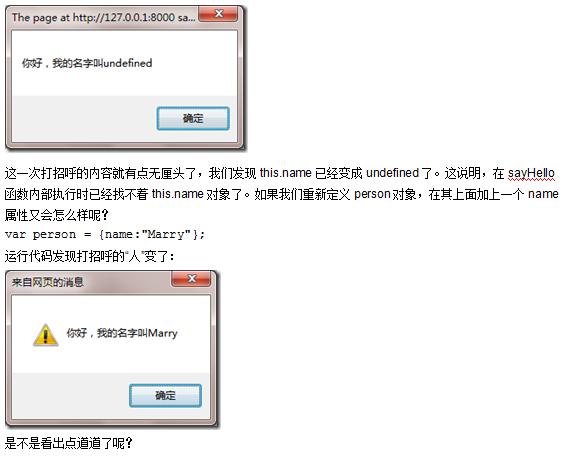 The page at http://127.0.0.1:8000 sa...
你好，我的名字叫undefined
确定
这一次打招呼的内容就有点无厘头了，我们发现 this.name 已经变成 undefined 了。这说明，在 sayHello
函数内部执行时已经找不着 this.name 对象了。如果我们重新定义 person 对象，在其上面加上一个 name
属性又会怎么样呢？
var person = {name:"Marry"};
运行代码发现打招呼的“人”变了：
来自网页的消息
你好，我的名字叫Marry
确定
是不是看出点道道了呢？